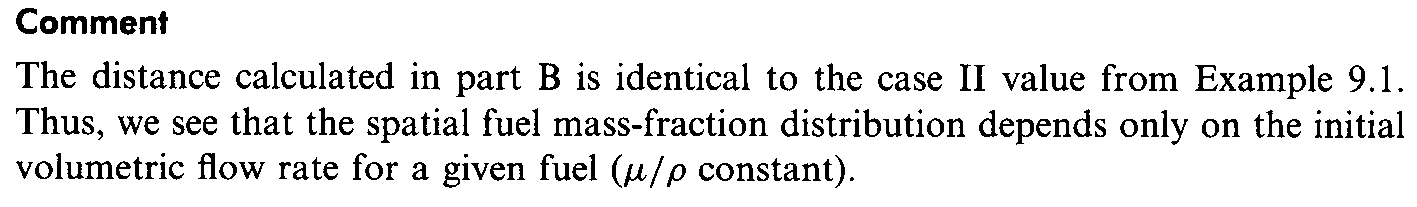 Comment
The distance calculated in part B is identical to the case II value from Example 9.1.
Thus, we see that the spatial fuel mass-fraction distribution depends only on the initial
volumetric flow rate for a given fuel (μ/ρ constant).